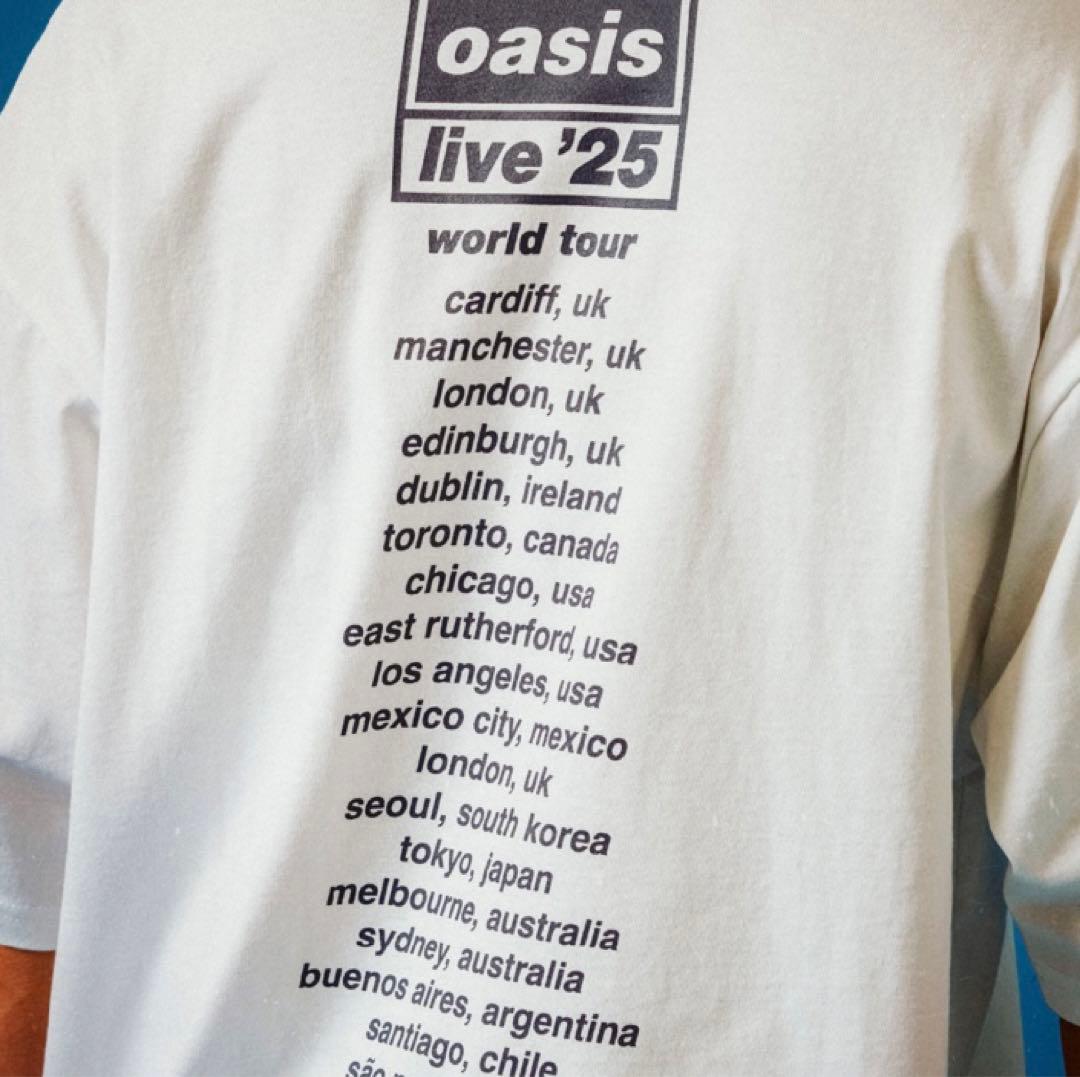 oasis
live ’25
world tour
cardiff, uk
manchester, uk
london, uk
edinburgh, uk
dublin, ireland
toronto, canada
chicago, usa
east rutherford, usa
los angeles, usa
mexico city, mexico
london, uk
seoul, south korea
tokyo, japan
melbourne, australia
sydney, australia
buenos aires, argentina
santiago, chile
são